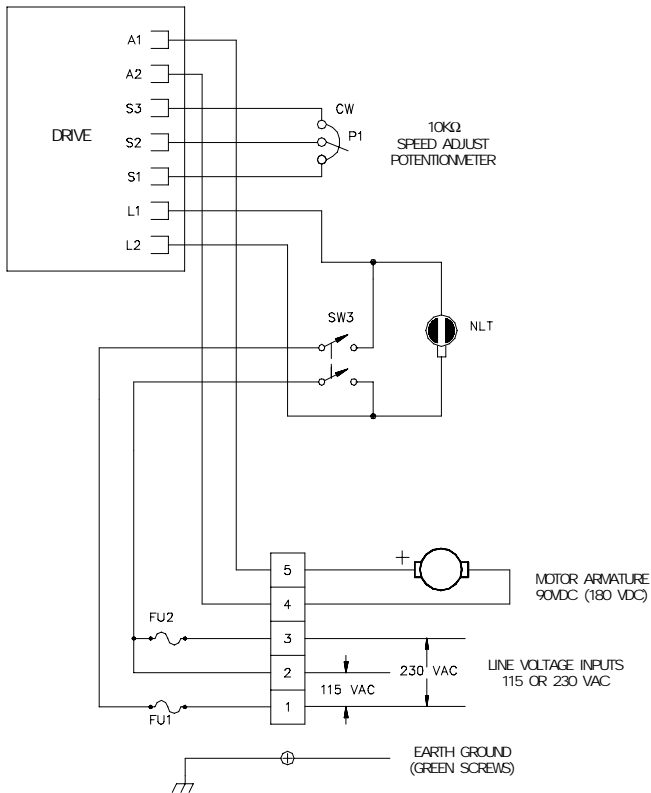 A1
A2
S3
CW
P1
10KΩ
SPEED ADJUST
POTENTIONMETER
DRIVE
S2
S1
L1
L2
SW3
NLT
+
5
MOTOR ARMATURE
90VDC (180 VDC)
4
FU2
3
LINE VOLTAGE INPUTS
115 OR 230 VAC
230 VAC
2
115 VAC
1
FU1
EARTH GROUND
(GREEN SCREWS)